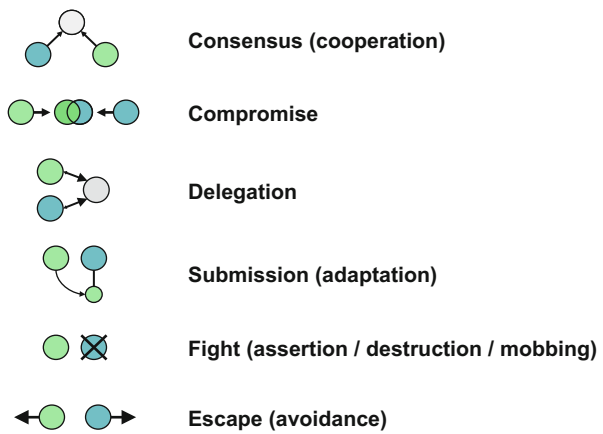 Consensus (cooperation)
Compromise
Delegation
Submission (adaptation)
Fight (assertion / destruction / mobbing)
Escape (avoidance)